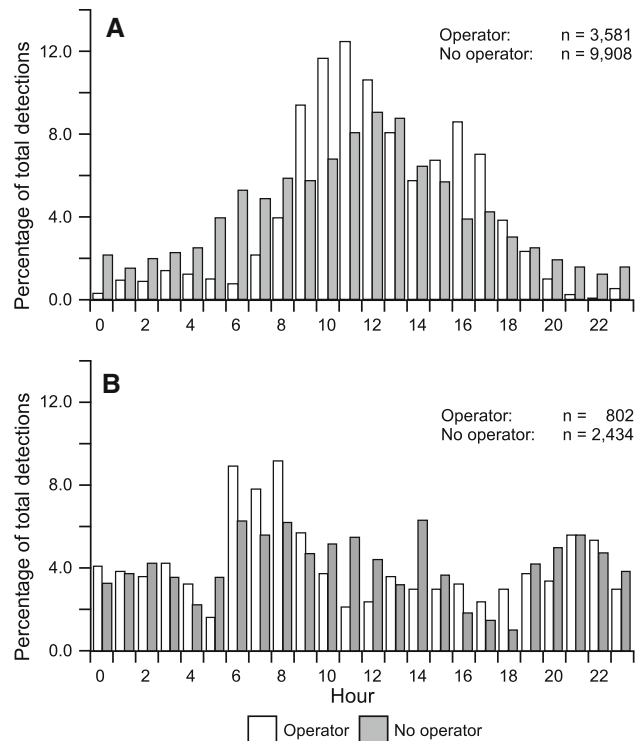 A
Operator: n = 3,581
No operator: n = 9,908
Percentage of total detections
12.0
8.0
4.0
0.0
0 2 4 6 8 10 12 14 16 18 20 22
B
Operator: n = 802
No operator: n = 2,434
Percentage of total detections
12.0
8.0
4.0
0.0
0 2 4 6 8 10 12 14 16 18 20 22
Hour
Operator No operator